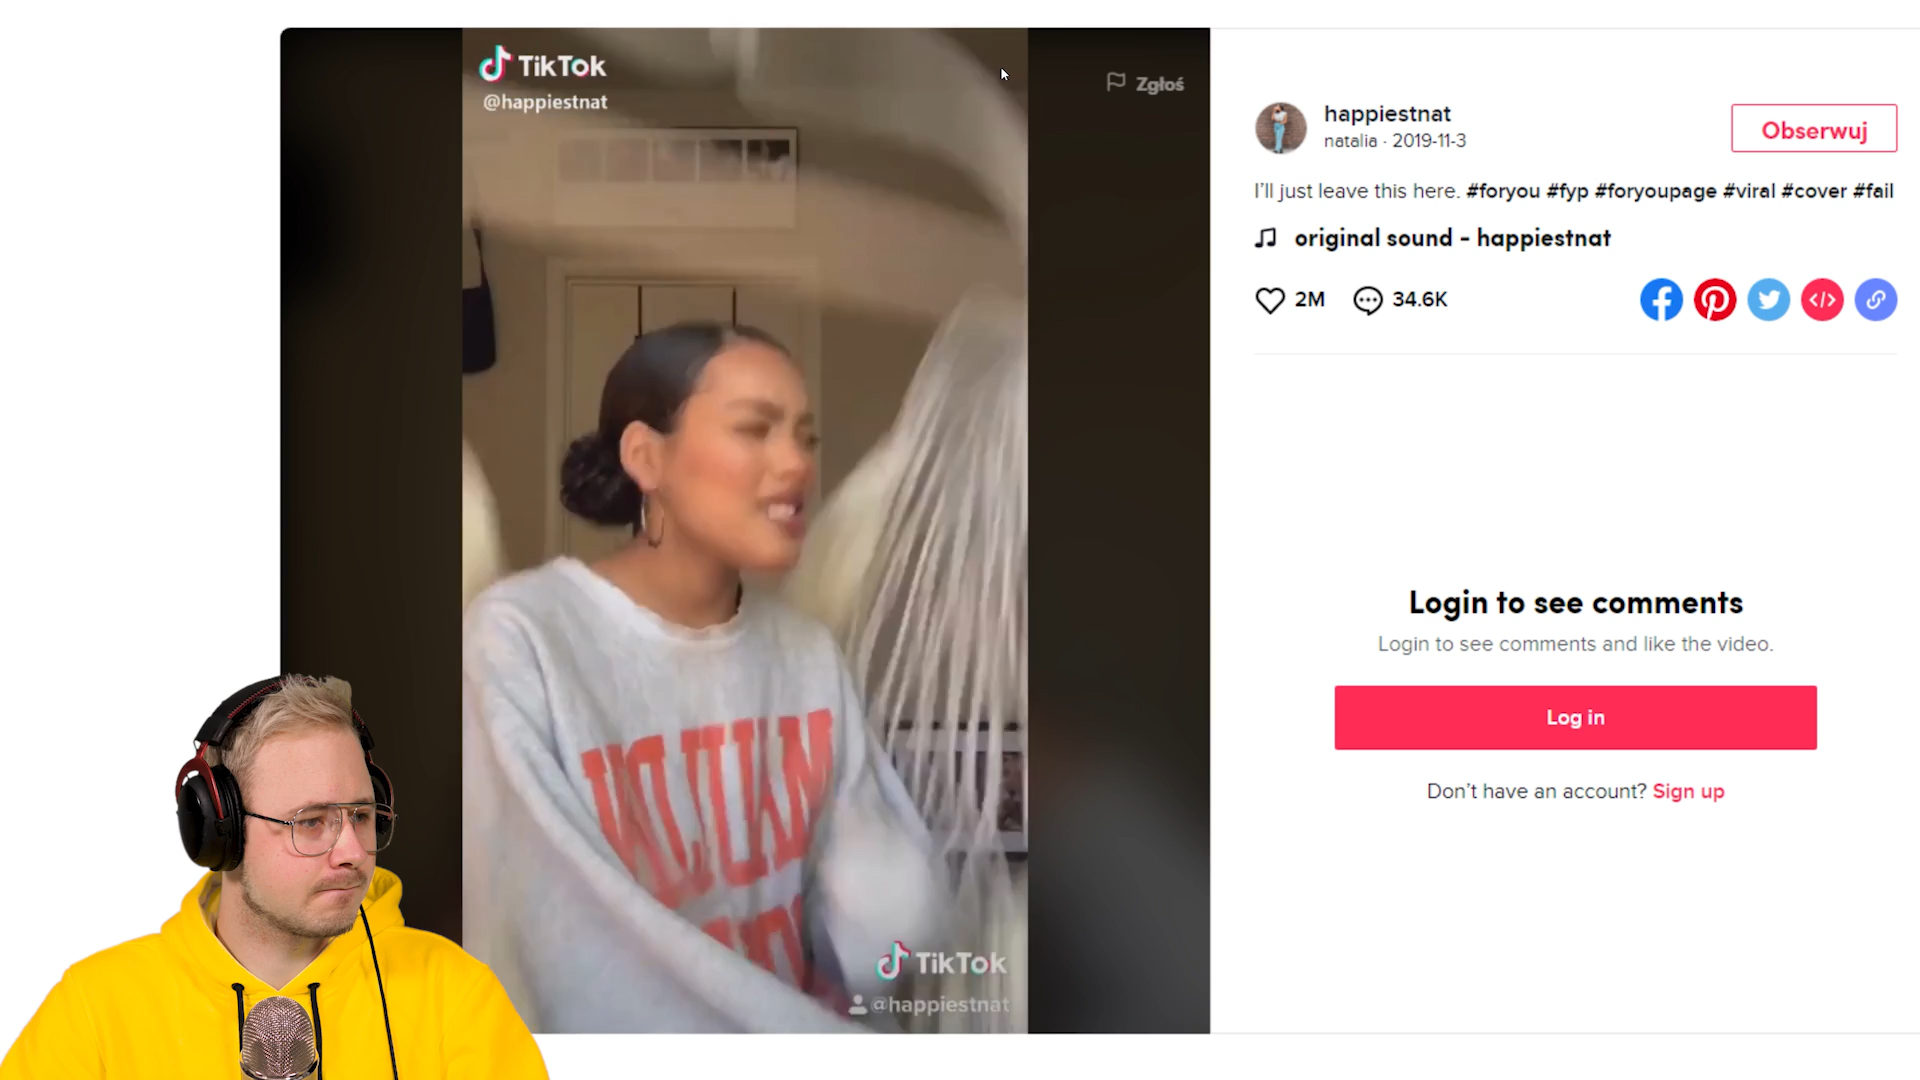 TikTok
@happiestnat
Zgłoś
happiestnat
natalia · 2019-11-3
Obserwuj
I'll just leave this here. #foryou #fyp #foryoupage #viral #cover #fail
original sound - happiestnat
2M
34.6K
Login to see comments
Login to see comments and like the video.
Log in
Don't have an account? Sign up
TikTok
@happiestnat